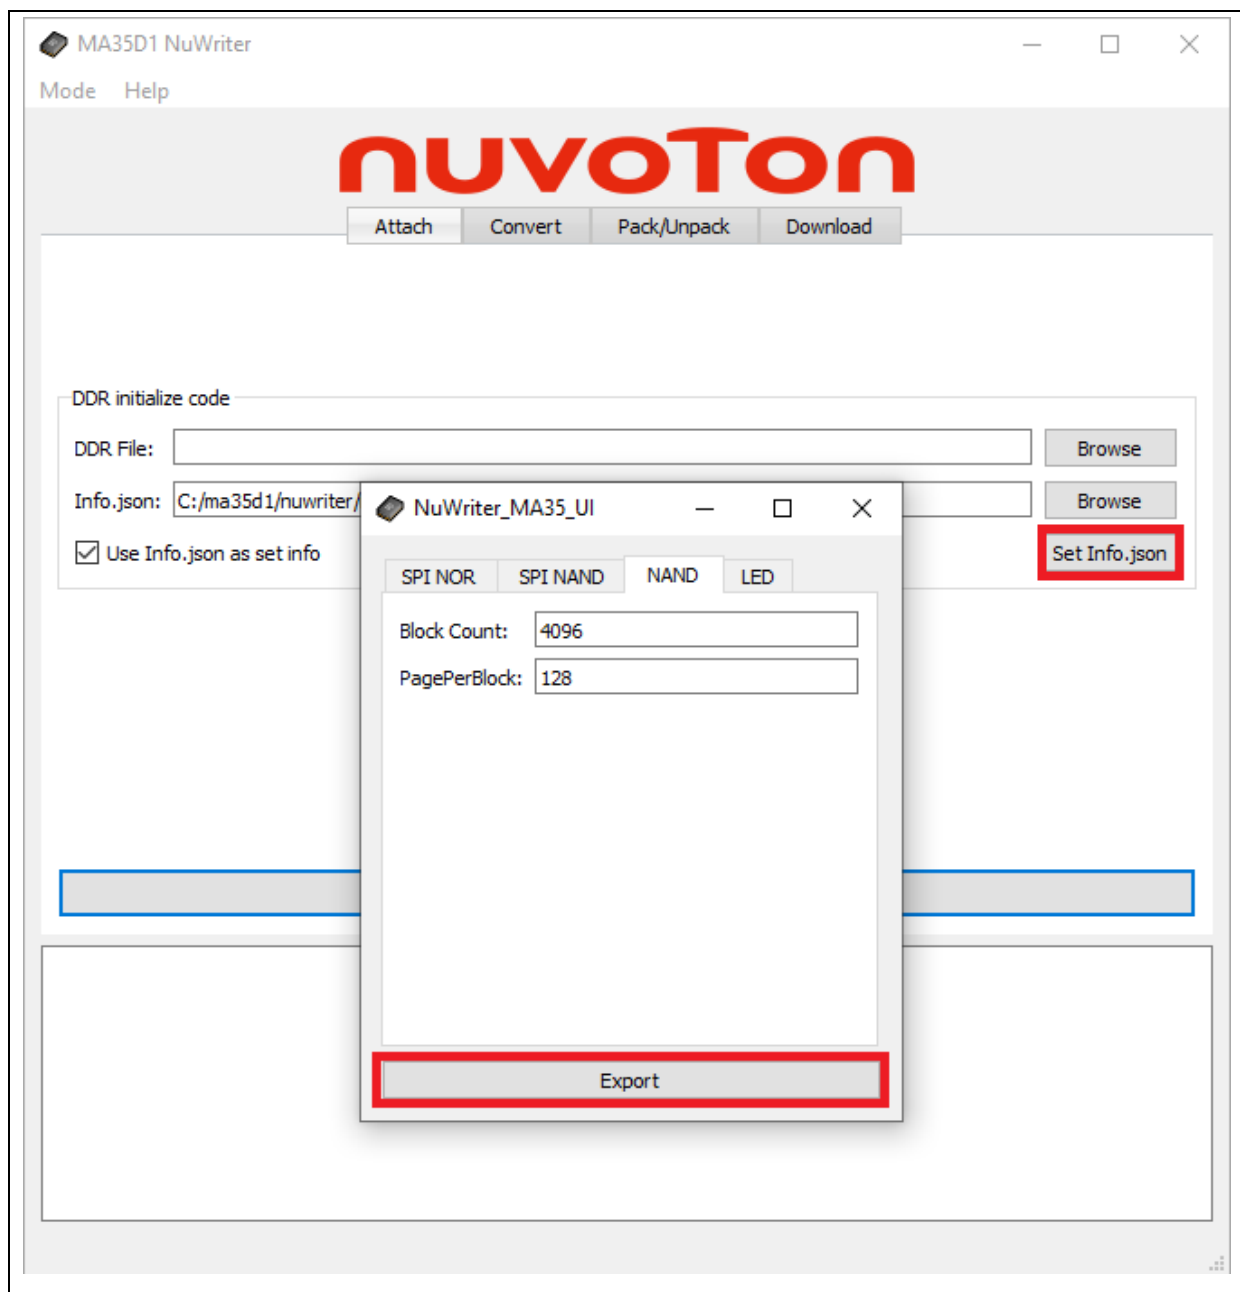 MA35D1 NuWriter
Mode Help
nuvoTon
Attach Convert Pack/Unpack Download
DDR initialize code
DDR File: Browse
Info.json: C:/ma35d1/nuwriter/ Browse
Use Info.json as set info Set Info.json
NuWriter_MA35_UI
SPI NOR SPI NAND NAND LED
Block Count: 4096
PagePerBlock: 128
Export